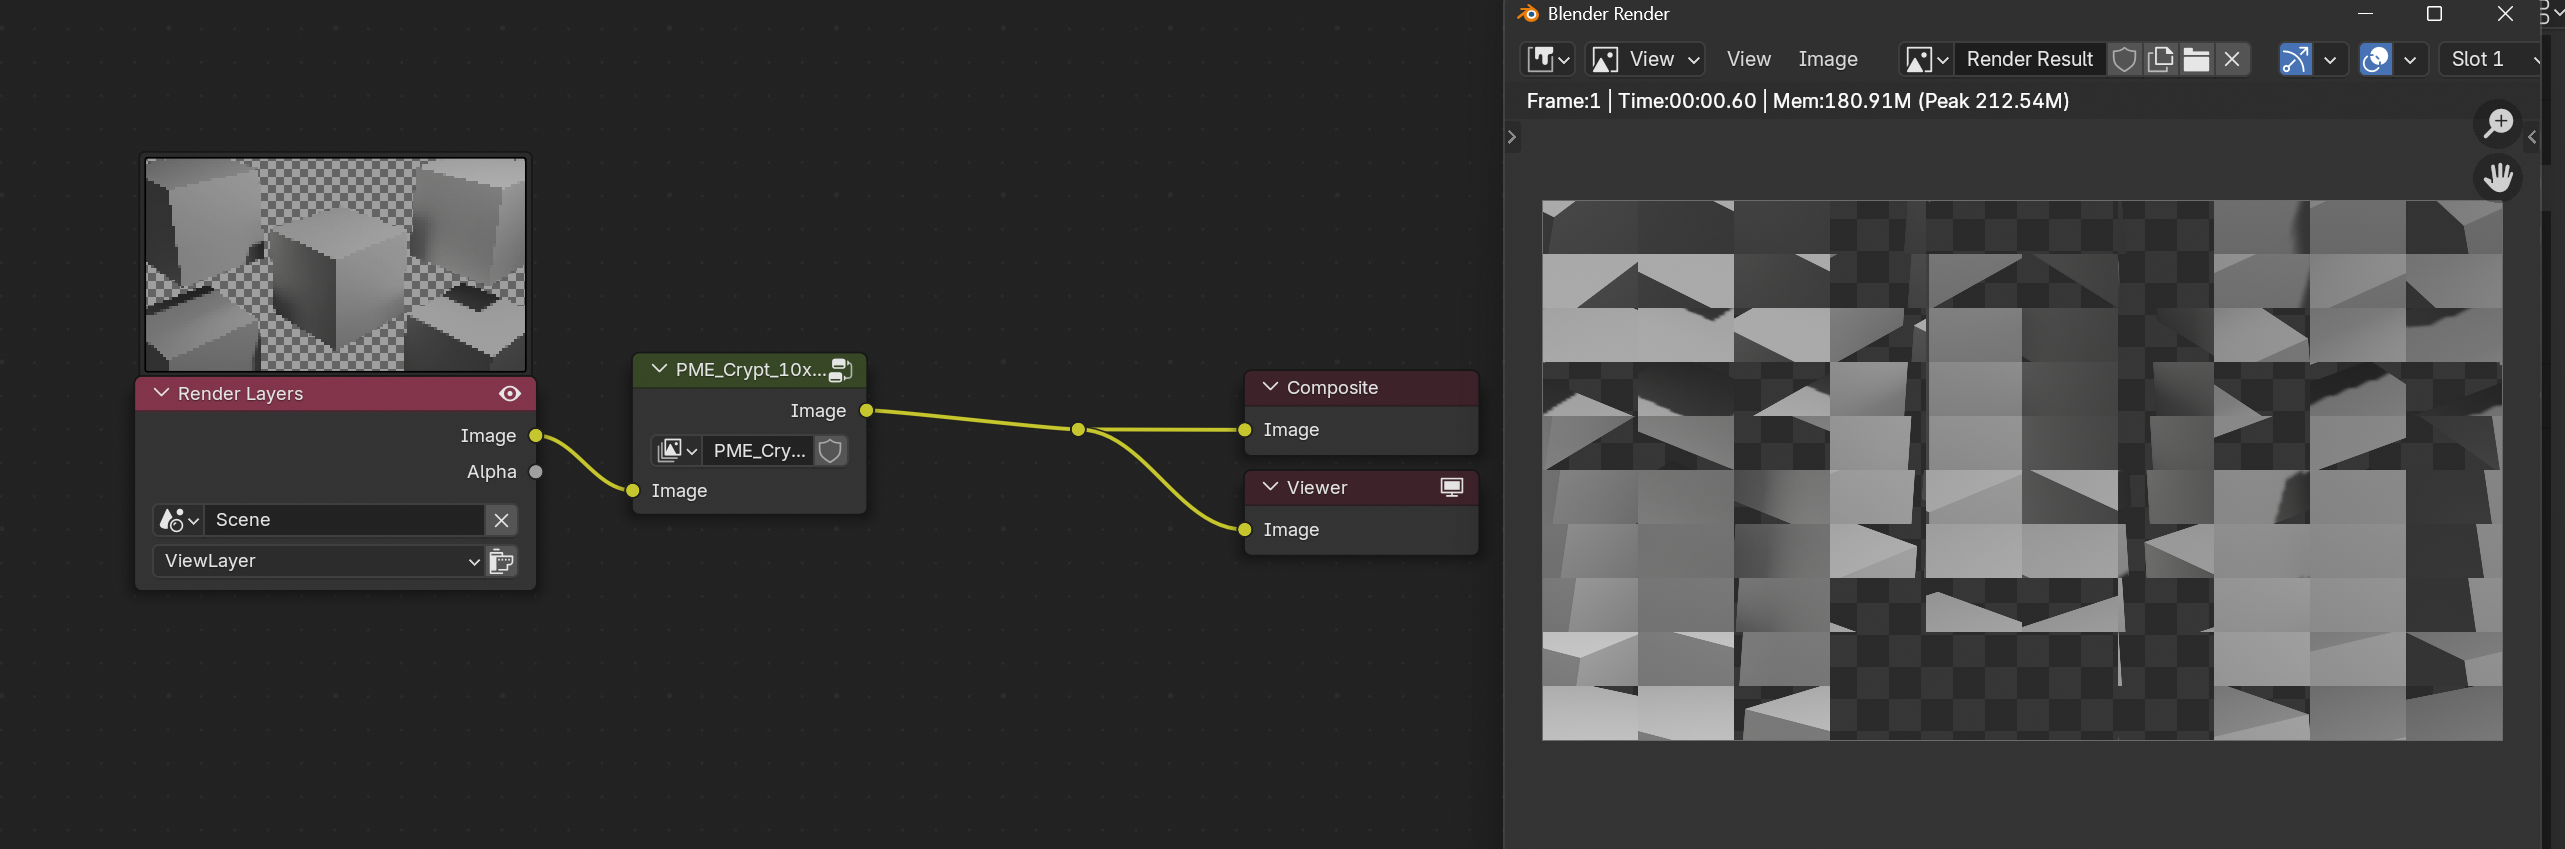 Blender Render
View
View
Image
Render Result
Slot 1
Frame:1 | Time:00:00.60 | Mem:180.91M (Peak 212.54M)
Render Layers
Image
Alpha
Scene
ViewLayer
PME_Crypt_10x...
Image
PME_Cry...
Image
Composite
Image
Viewer
Image